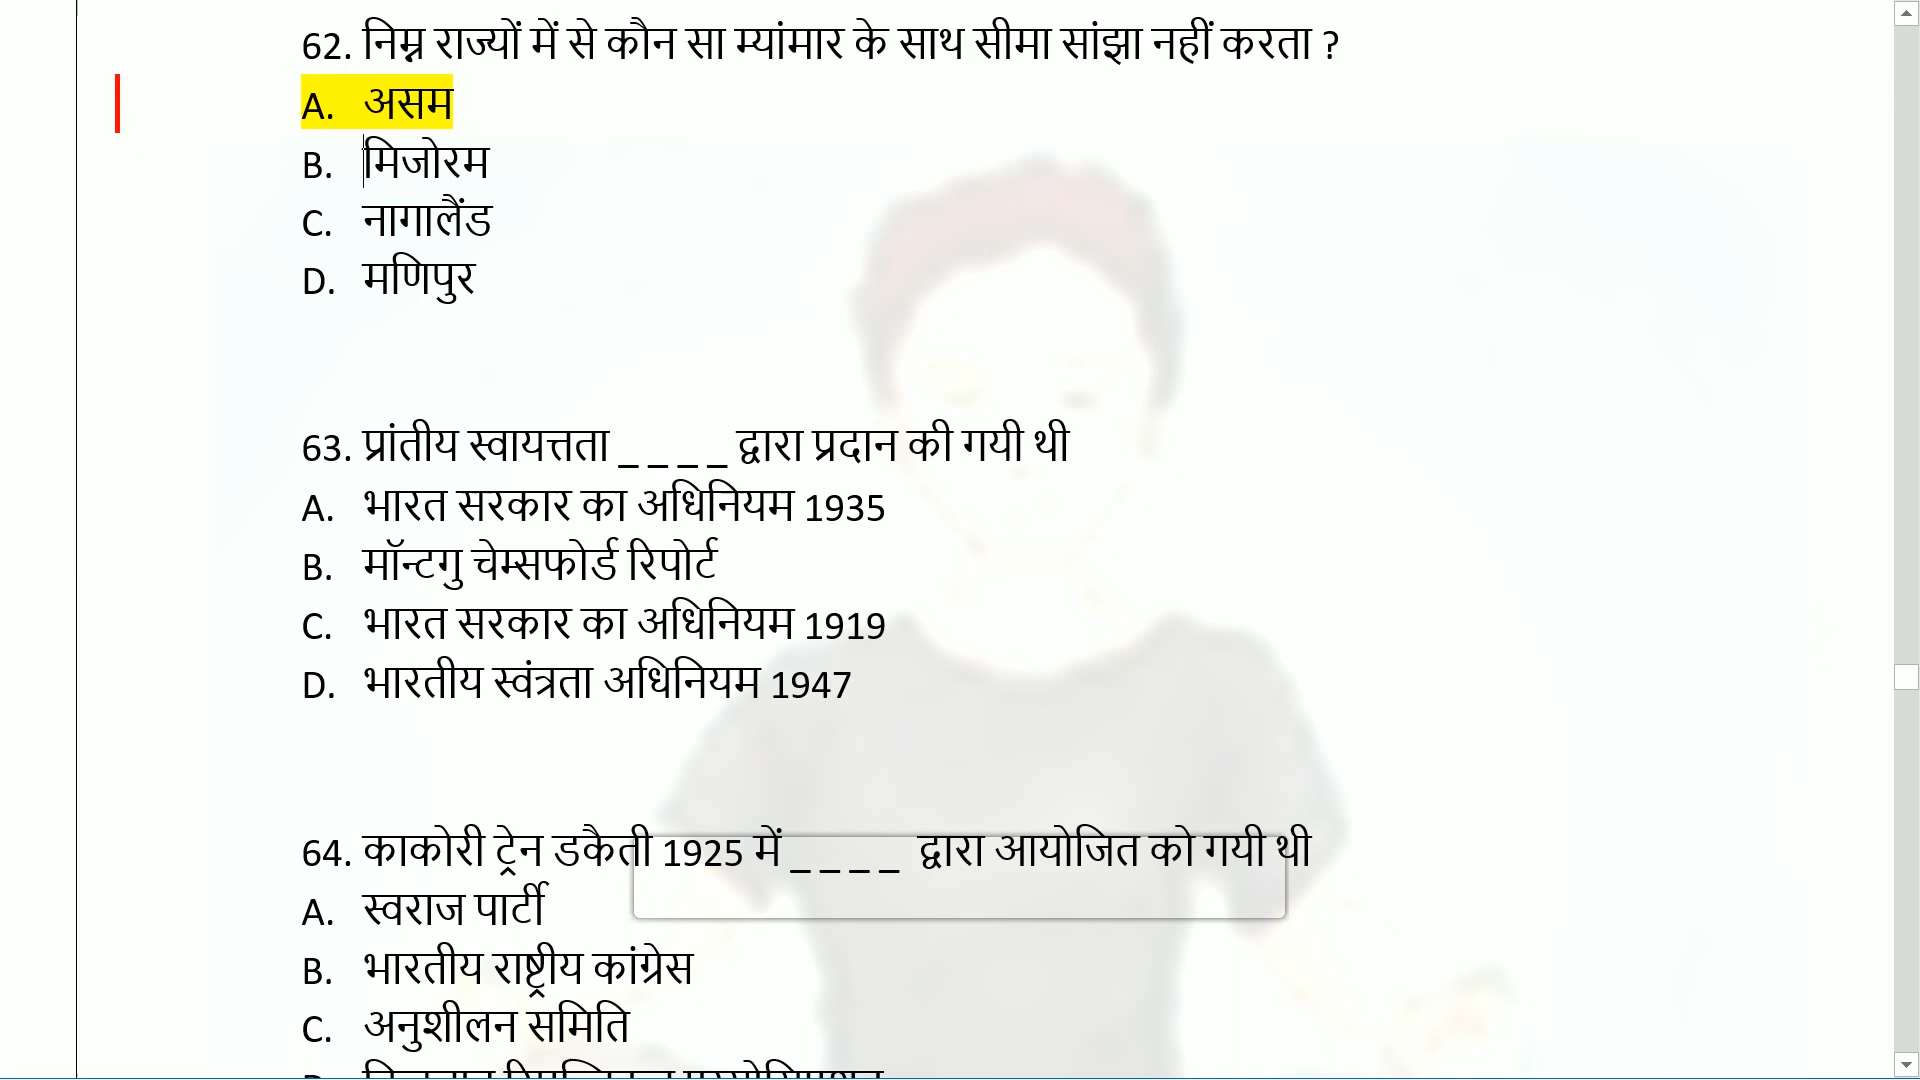 62. निम्न राज्यों में से कौन सा म्यांमार के साथ सीमा सांझा नहीं करता ?
A. असम
B. मिजोरम
C. नागालैंड
D. मणिपुर
63. प्रांतीय स्वायत्तता _ _ _ _ द्वारा प्रदान की गयी थी
A. भारत सरकार का अधिनियम 1935
B. मॉन्टगु चेम्सफोर्ड रिपोर्ट
C. भारत सरकार का अधिनियम 1919
D. भारतीय स्वंत्रता अधिनियम 1947
64. काकोरी ट्रेन डकैती 1925 में _ _ _ _ द्वारा आयोजित को गयी थी
A. स्वराज पार्टी
B. भारतीय राष्ट्रीय कांग्रेस
C. अनुशीलन समिति